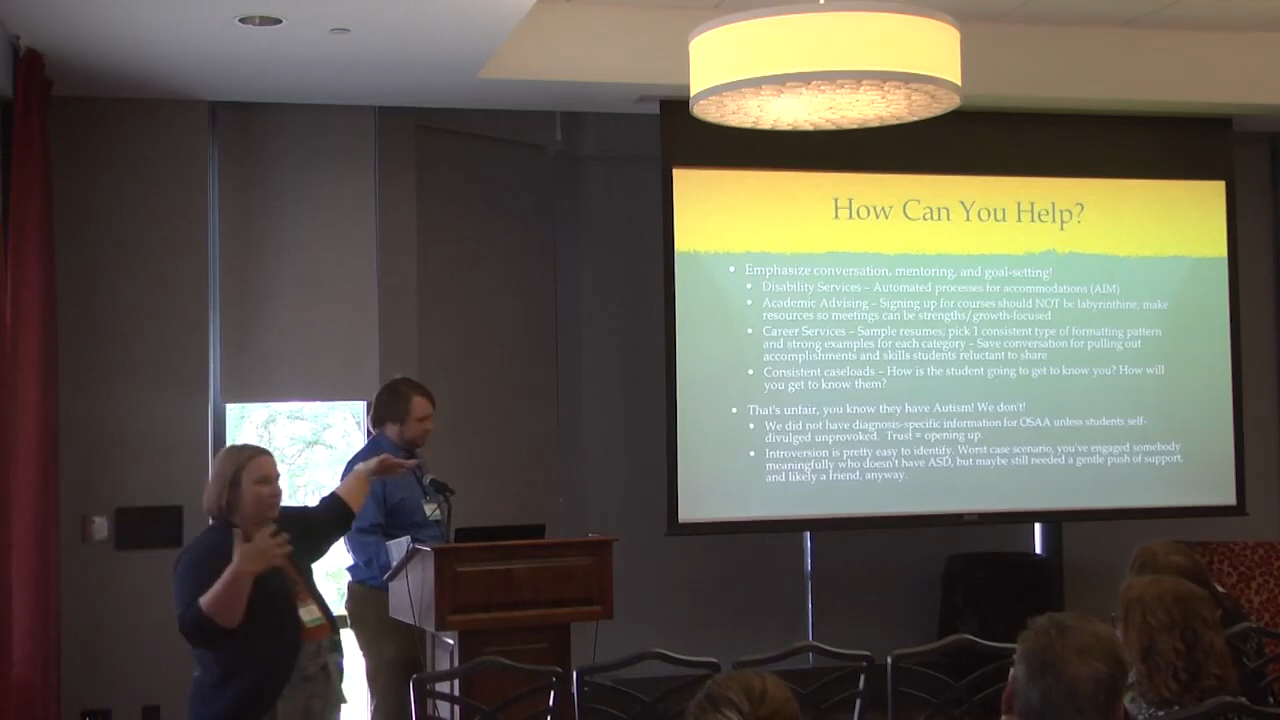 How Can You Help?
• Emphasize conversation, mentoring, and goal-setting!
• Disability Services – Automated processes for accommodations (AIM)
• Academic Advising – Signing up for courses should NOT be labyrinthine; make
resources so meetings can be strengths/growth-focused
• Career Services – Sample resumes; pick 1 consistent type of formatting pattern
and strong examples for each category – Save conversation for pulling out
accomplishments and skills students reluctant to share
• Consistent caseloads – How is the student going to get to know you? How will
you get to know them?
• That's unfair, you know they have Autism! We don't!
• We did not have diagnosis-specific information for OSAA unless students self-
divulged unprovoked. Trust = opening up.
• Introversion is pretty easy to identify. Worst case scenario, you've engaged somebody
meaningfully who doesn't have ASD, but maybe still needed a gentle push of support,
and likely a friend, anyway.